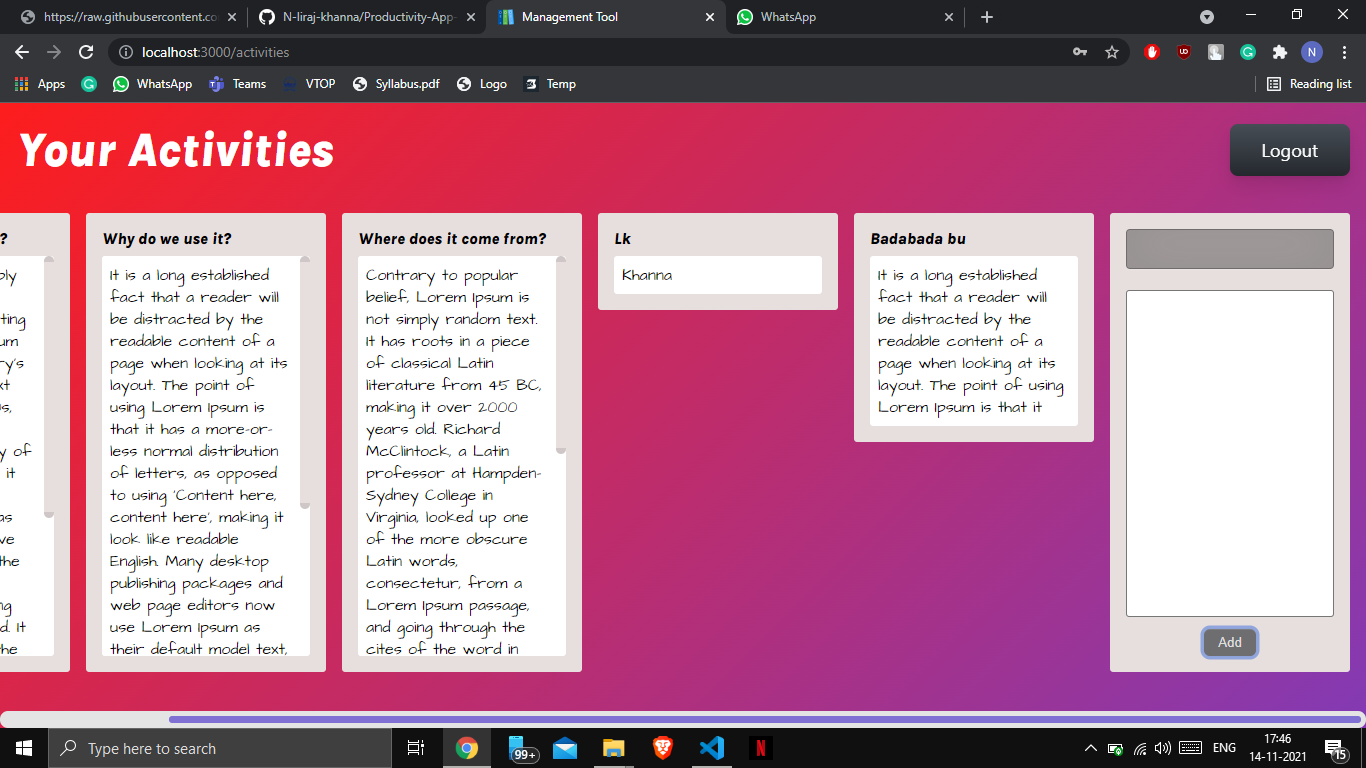 https://raw.githubusercontent.co
N-liraj-khanna/Productivity-App-
Management Tool
WhatsApp
localhost:3000/activities
N
Apps
WhatsApp
Teams
VTOP
Syllabus.pdf
Logo
Temp
Reading list
Your Activities
Logout
?
ply
ting
um
ry's
xt
us,
y of
it
as
ve
the
ng
d. It
the
Why do we use it?
It is a long established
fact that a reader will
be distracted by the
readable content of a
page when looking at its
layout. The point of
using Lorem Ipsum is
that it has a more-or-
less normal distribution
of letters, as opposed
to using 'Content here,
content here', making it
look like readable
English. Many desktop
publishing packages and
web page editors now
use Lorem Ipsum as
their default model text,
Where does it come from?
Contrary to popular
belief, Lorem Ipsum is
not simply random text.
It has roots in a piece
of classical Latin
literature from 45 BC,
making it over 2000
years old. Richard
McClintock, a Latin
professor at Hampden-
Sydney College in
Virginia, looked up one
of the more obscure
Latin words,
consectetur, from a
Lorem Ipsum passage,
and going through the
cites of the word in
Lk
Khanna
Badabada bu
It is a long established
fact that a reader will
be distracted by the
readable content of a
page when looking at its
layout. The point of using
Lorem Ipsum is that it
Add
Type here to search
99+
N
ENG
17:46
14-11-2021
15